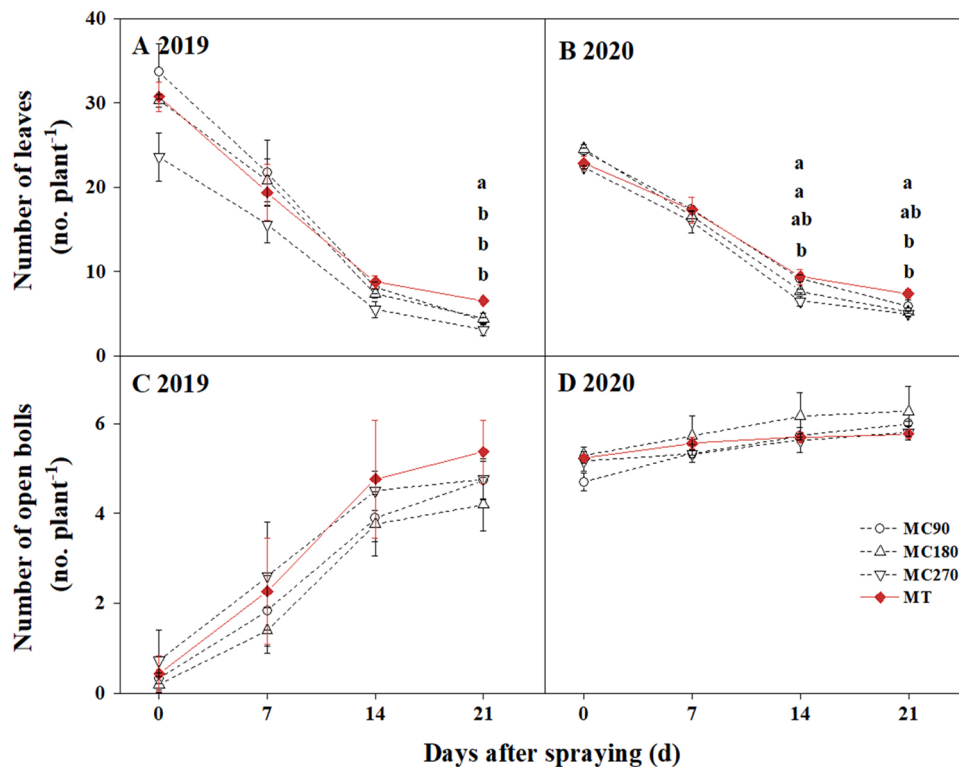 40
30
20
10
0
Number of leaves
(no. plant⁻¹)
A 2019
a
b
b
b
B 2020
a a
a ab
ab b
b b
6
4
2
0
Number of open bolls
(no. plant⁻¹)
C 2019
D 2020
MC90
MC180
MC270
MT
0 7 14 21 0 7 14 21
Days after spraying (d)